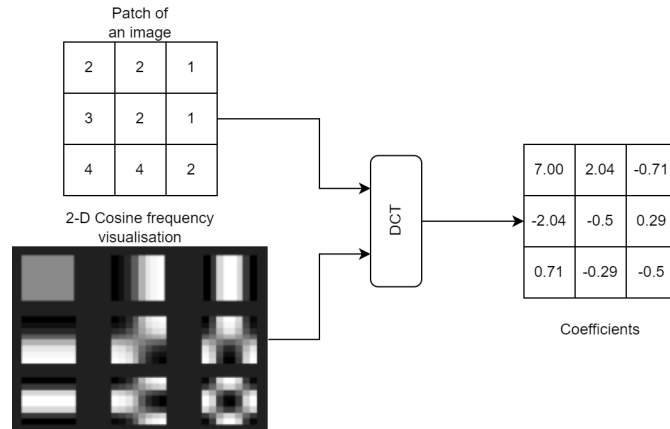 Patch of
an image
2 2 1
3 2 1
4 4 2
2-D Cosine frequency
visualisation
DCT
7.00 2.04 -0.71
-2.04 -0.5 0.29
0.71 -0.29 -0.5
Coefficients